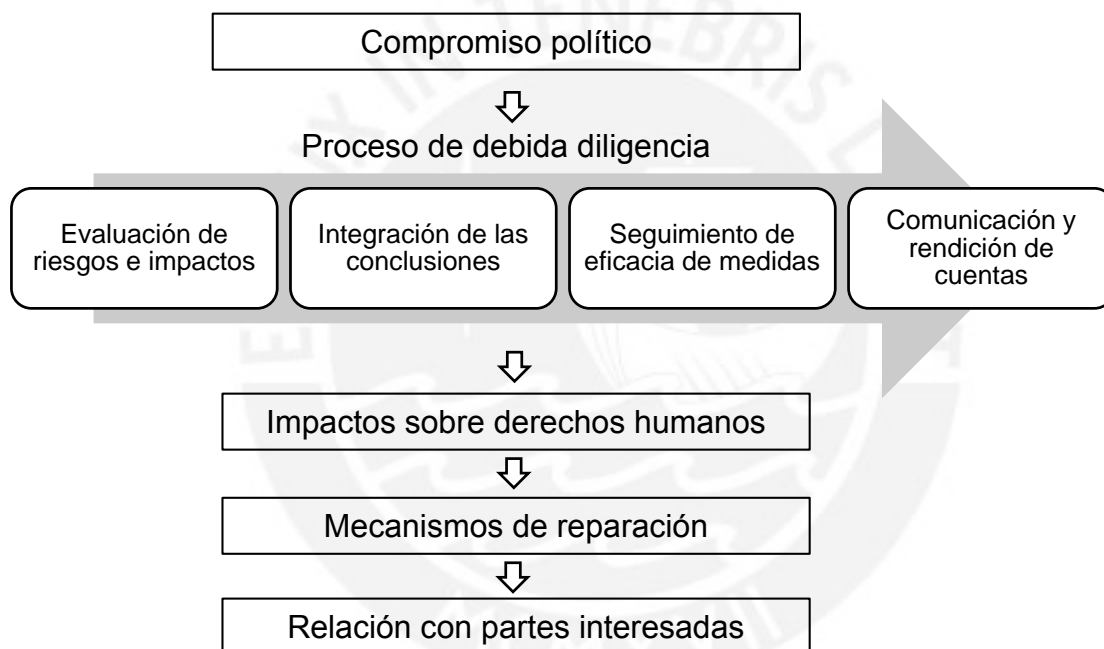 Compromiso político
Proceso de debida diligencia
Evaluación de
riesgos e impactos
Integración de las
conclusiones
Seguimiento de
eficacia de medidas
Comunicación y
rendición de
cuentas
Impactos sobre derechos humanos
Mecanismos de reparación
Relación con partes interesadas